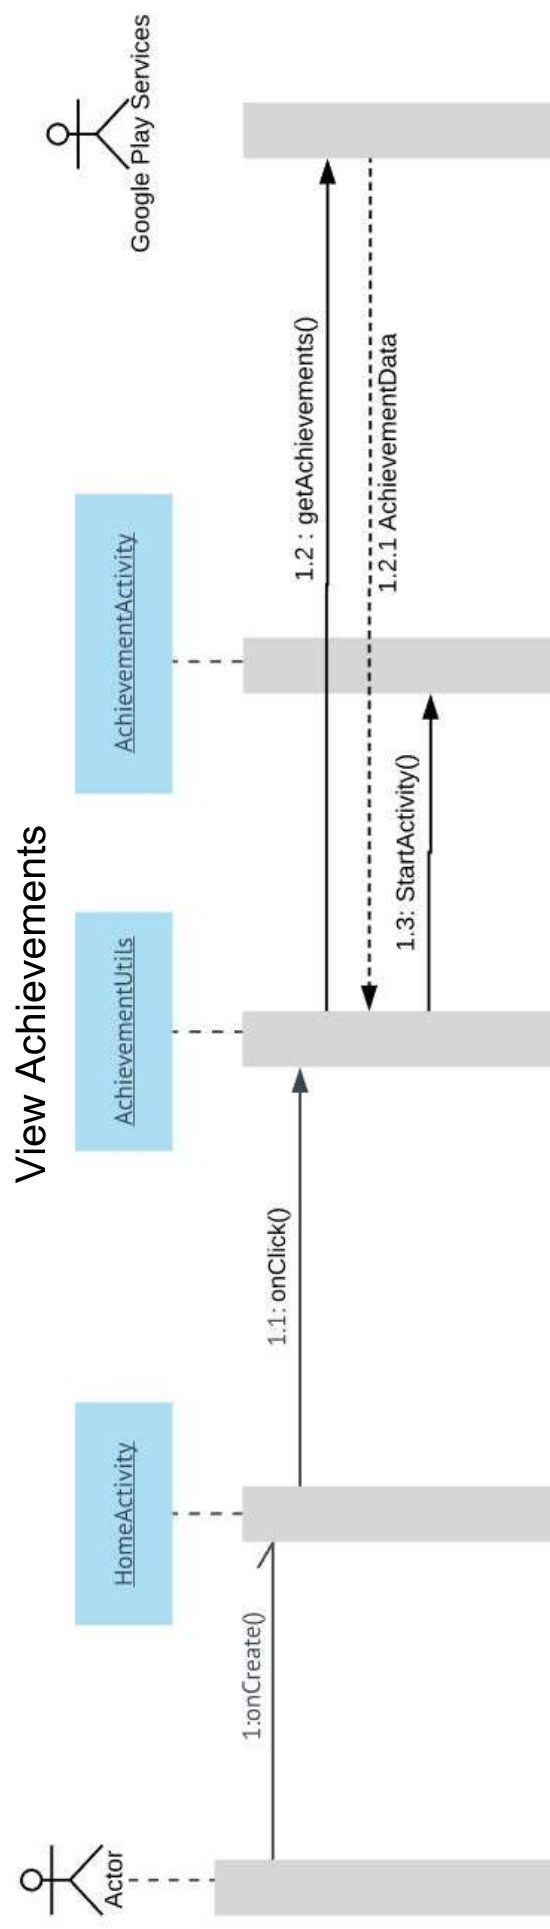 View Achievements
Actor
HomeActivity
AchievementUtils
AchievementActivity
Google Play Services
1:onCreate()
1.1: onClick()
1.2 : getAchievements()
1.2.1 AchievementData
1.3: StartActivity()